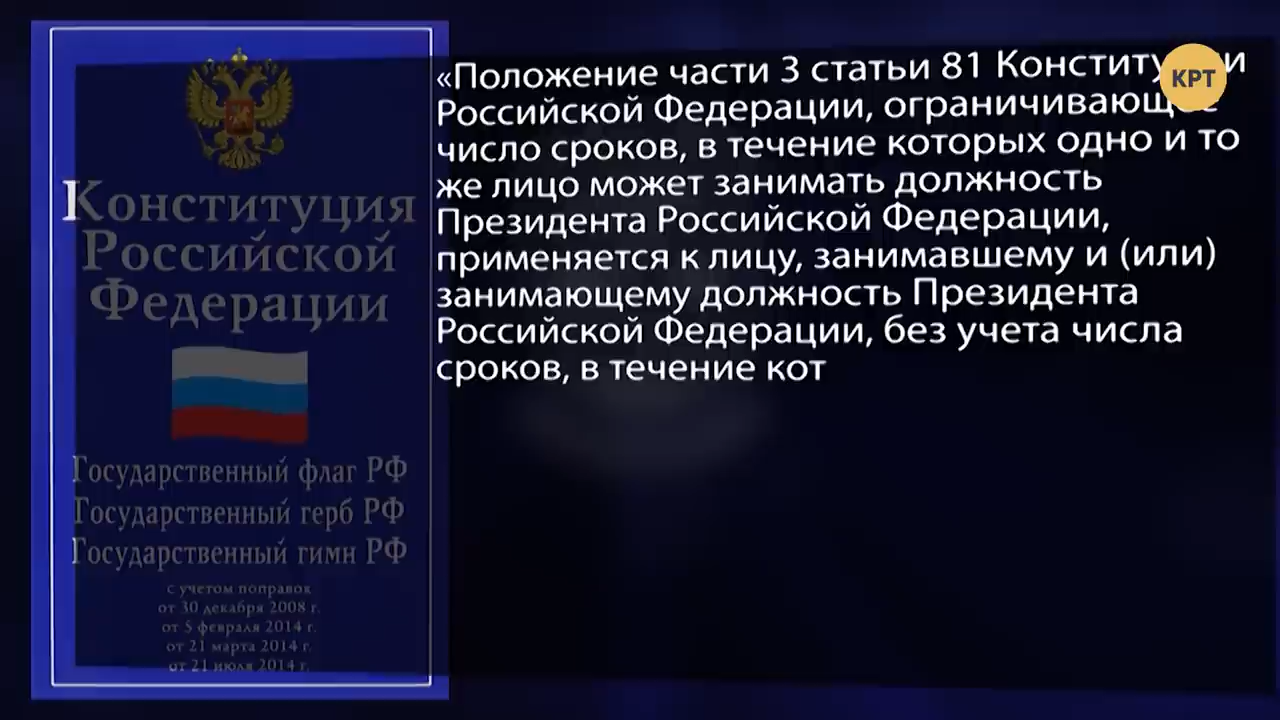 Конституция
Российской
Федерации
Государственный флаг РФ
Государственный герб РФ
Государственный гимн РФ
с учетом поправок
от 30 декабря 2008 г.
от 5 февраля 2014 г.
от 21 марта 2014 г.
от 21 июля 2014 г.
«Положение части 3 статьи 81
Российской Федерации,
число сроков, в течение которых одно и то
же лицо может занимать должность
Президента Российской Федерации,
применяется к лицу, занимавшему и (или)
занимающему должность Президента
Российской Федерации, без учета числа
сроков, в течение кот
КРТ